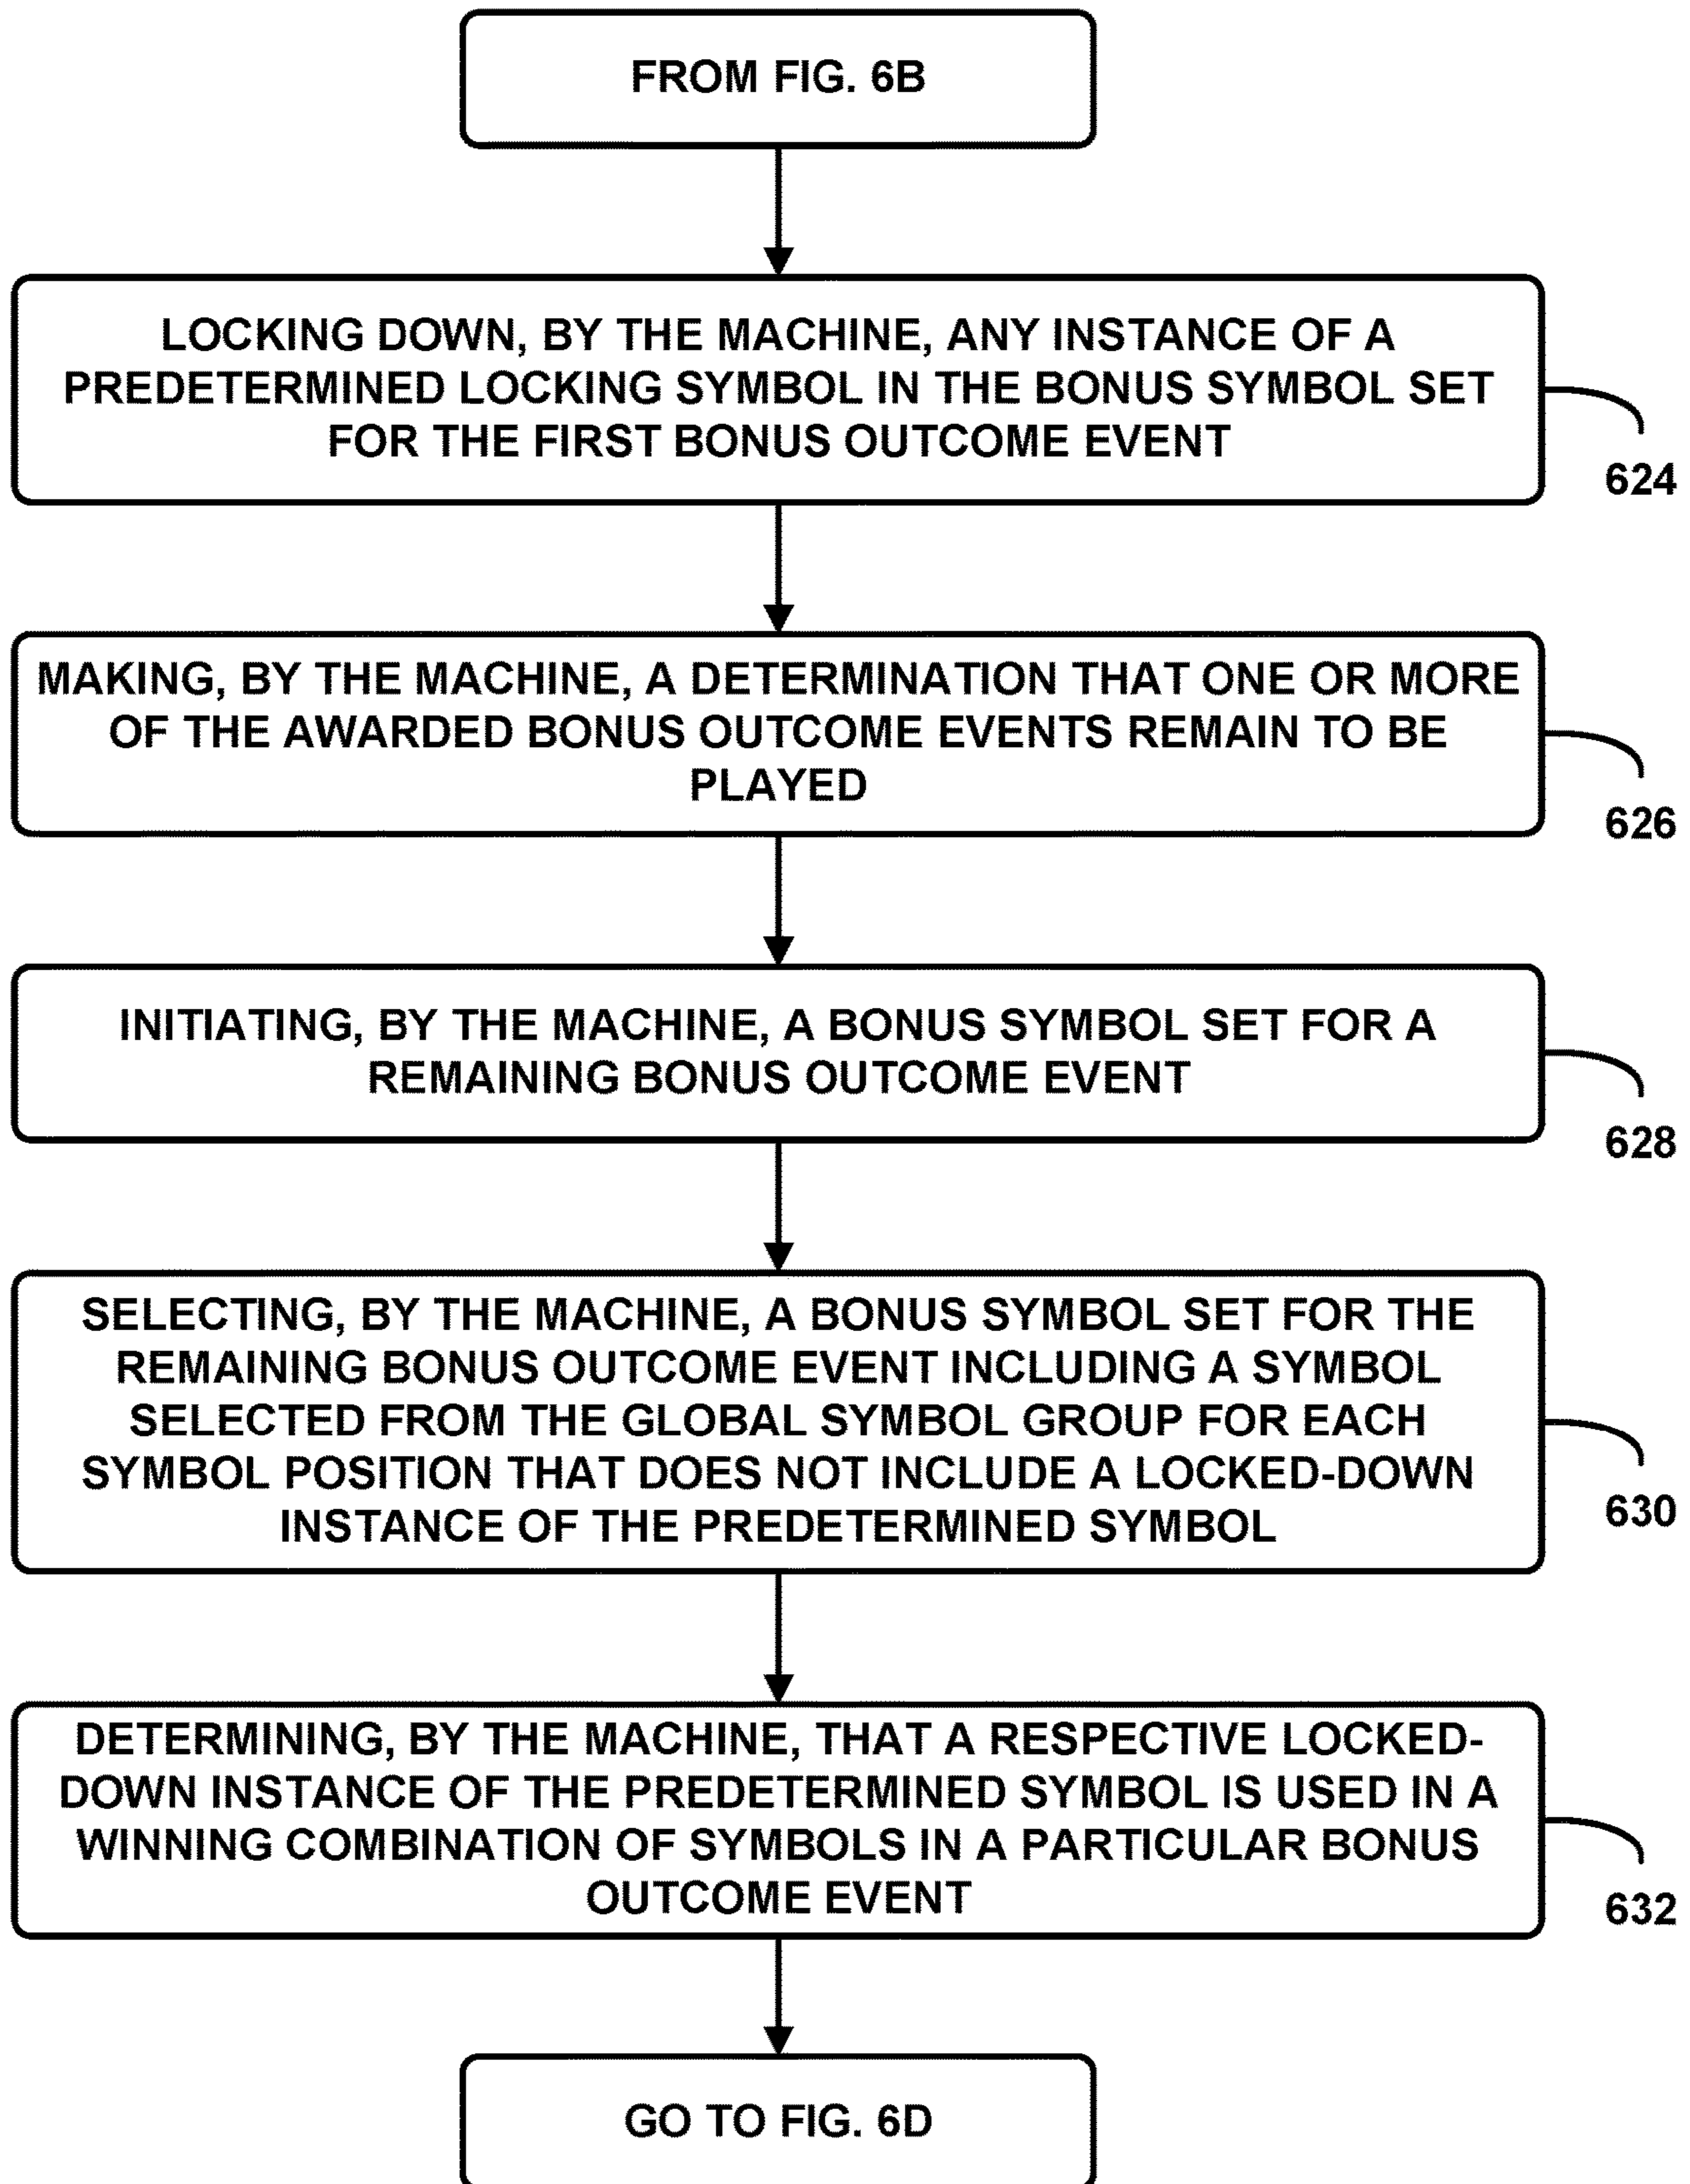 FROM FIG. 6B
LOCKING DOWN, BY THE MACHINE, ANY INSTANCE OF A
PREDETERMINED LOCKING SYMBOL IN THE BONUS SYMBOL SET
FOR THE FIRST BONUS OUTCOME EVENT
624
MAKING, BY THE MACHINE, A DETERMINATION THAT ONE OR MORE
OF THE AWARDED BONUS OUTCOME EVENTS REMAIN TO BE
PLAYED
626
INITIATING, BY THE MACHINE, A BONUS SYMBOL SET FOR A
REMAINING BONUS OUTCOME EVENT
628
SELECTING, BY THE MACHINE, A BONUS SYMBOL SET FOR THE
REMAINING BONUS OUTCOME EVENT INCLUDING A SYMBOL
SELECTED FROM THE GLOBAL SYMBOL GROUP FOR EACH
SYMBOL POSITION THAT DOES NOT INCLUDE A LOCKED-DOWN
INSTANCE OF THE PREDETERMINED SYMBOL
630
DETERMINING, BY THE MACHINE, THAT A RESPECTIVE LOCKED-
DOWN INSTANCE OF THE PREDETERMINED SYMBOL IS USED IN A
WINNING COMBINATION OF SYMBOLS IN A PARTICULAR BONUS
OUTCOME EVENT
632
GO TO FIG. 6D